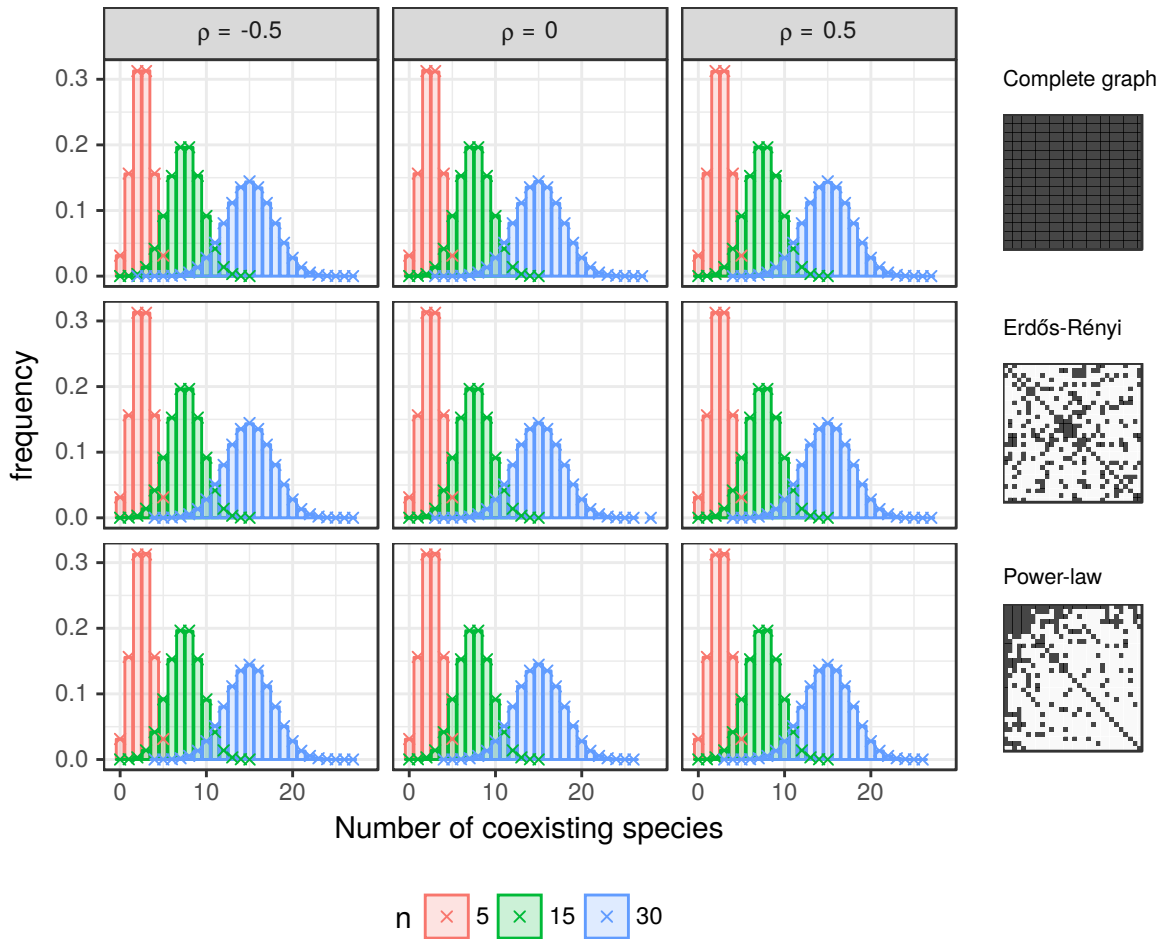 ρ = -0.5
ρ = 0
ρ = 0.5
Complete graph
0.3
0.2
0.1
0.0
Erdős-Rényi
0.3
0.2
0.1
0.0
frequency
Power-law
0.3
0.2
0.1
0.0
0 10 20
0 10 20
0 10 20
Number of coexisting species
n 5 15 30